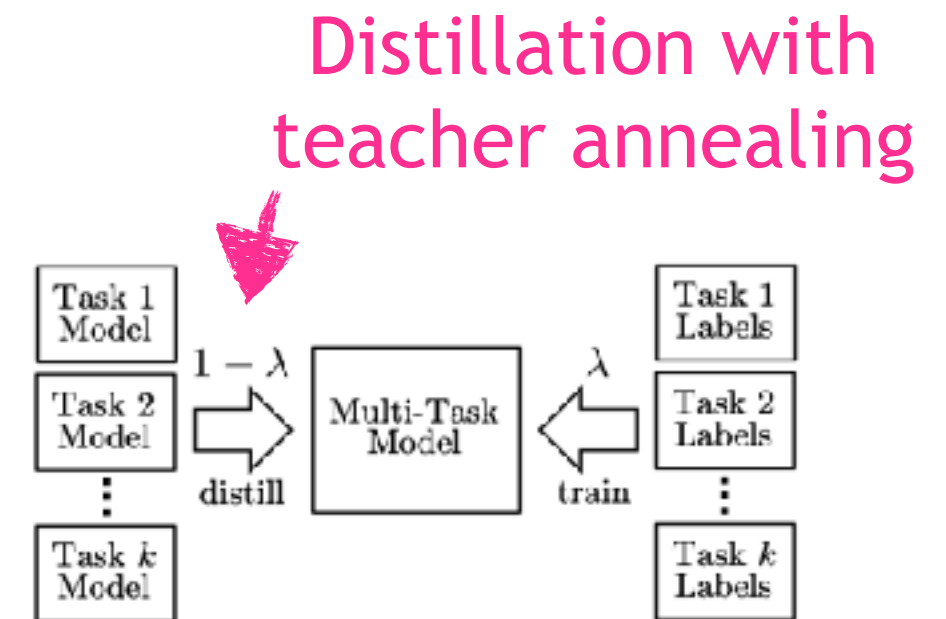 Distillation with
teacher annealing
Task 1
Model
Task 2
Model
⋮
Task k
Model
1 − λ
distill
Multi-Task
Model
λ
train
Task 1
Labels
Task 2
Labels
⋮
Task k
Labels